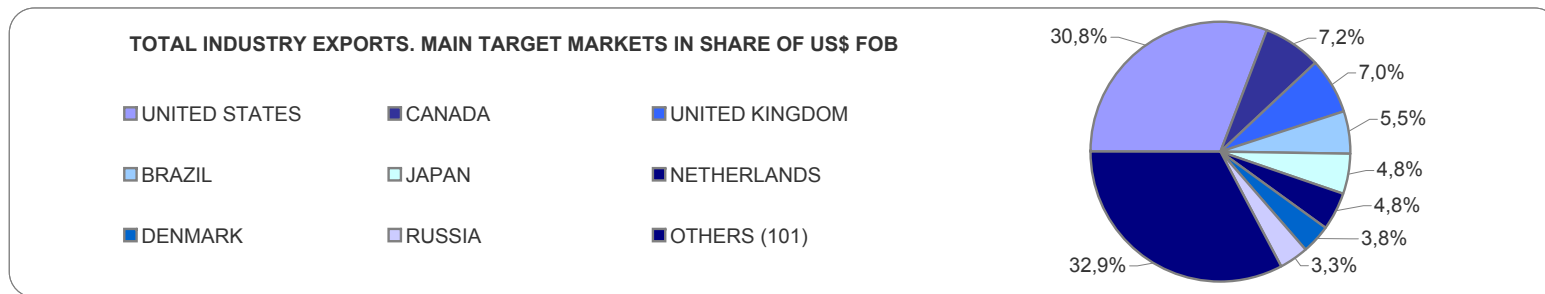 TOTAL INDUSTRY EXPORTS. MAIN TARGET MARKETS IN SHARE OF US$ FOB
UNITED STATES CANADA UNITED KINGDOM
BRAZIL JAPAN NETHERLANDS
DENMARK RUSSIA OTHERS (101)
30,8%
7,2%
7,0%
5,5%
4,8%
4,8%
3,8%
3,3%
32,9%